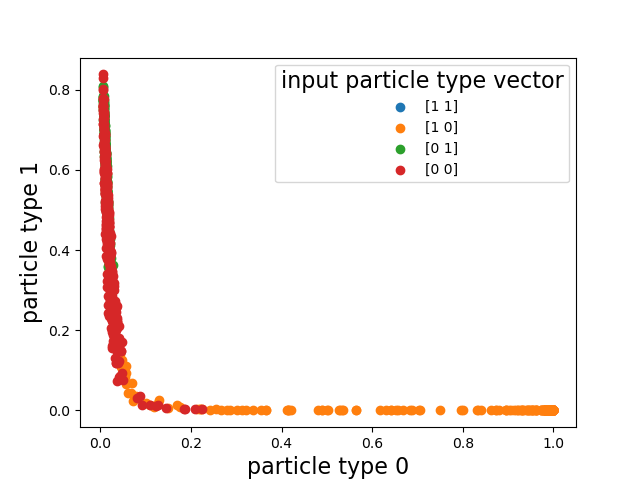 input particle type vector
[1 1]
[1 0]
[0 1]
[0 0]
particle type 1
0.8
0.6
0.4
0.2
0.0
0.0 0.2 0.4 0.6 0.8 1.0
particle type 0